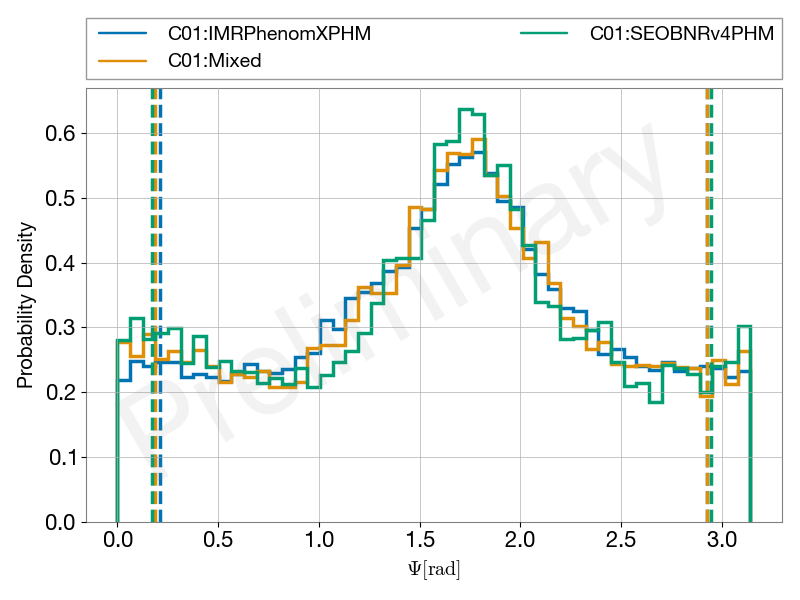 C01:IMRPhenomXPHM
C01:Mixed
C01:SEOBNRv4PHM
Preliminary
Probability Density
0.6
0.5
0.4
0.3
0.2
0.1
0.0
0.0 0.5 1.0 1.5 2.0 2.5 3.0
Ψ[rad]